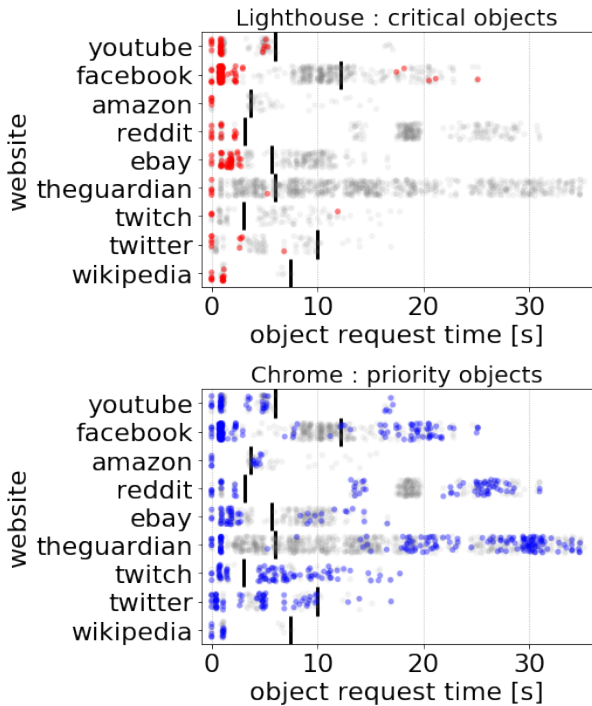 Lighthouse : critical objects
website
youtube
facebook
amazon
reddit
ebay
theguardian
twitch
twitter
wikipedia
0 10 20 30
object request time [s]
Chrome : priority objects
website
youtube
facebook
amazon
reddit
ebay
theguardian
twitch
twitter
wikipedia
0 10 20 30
object request time [s]